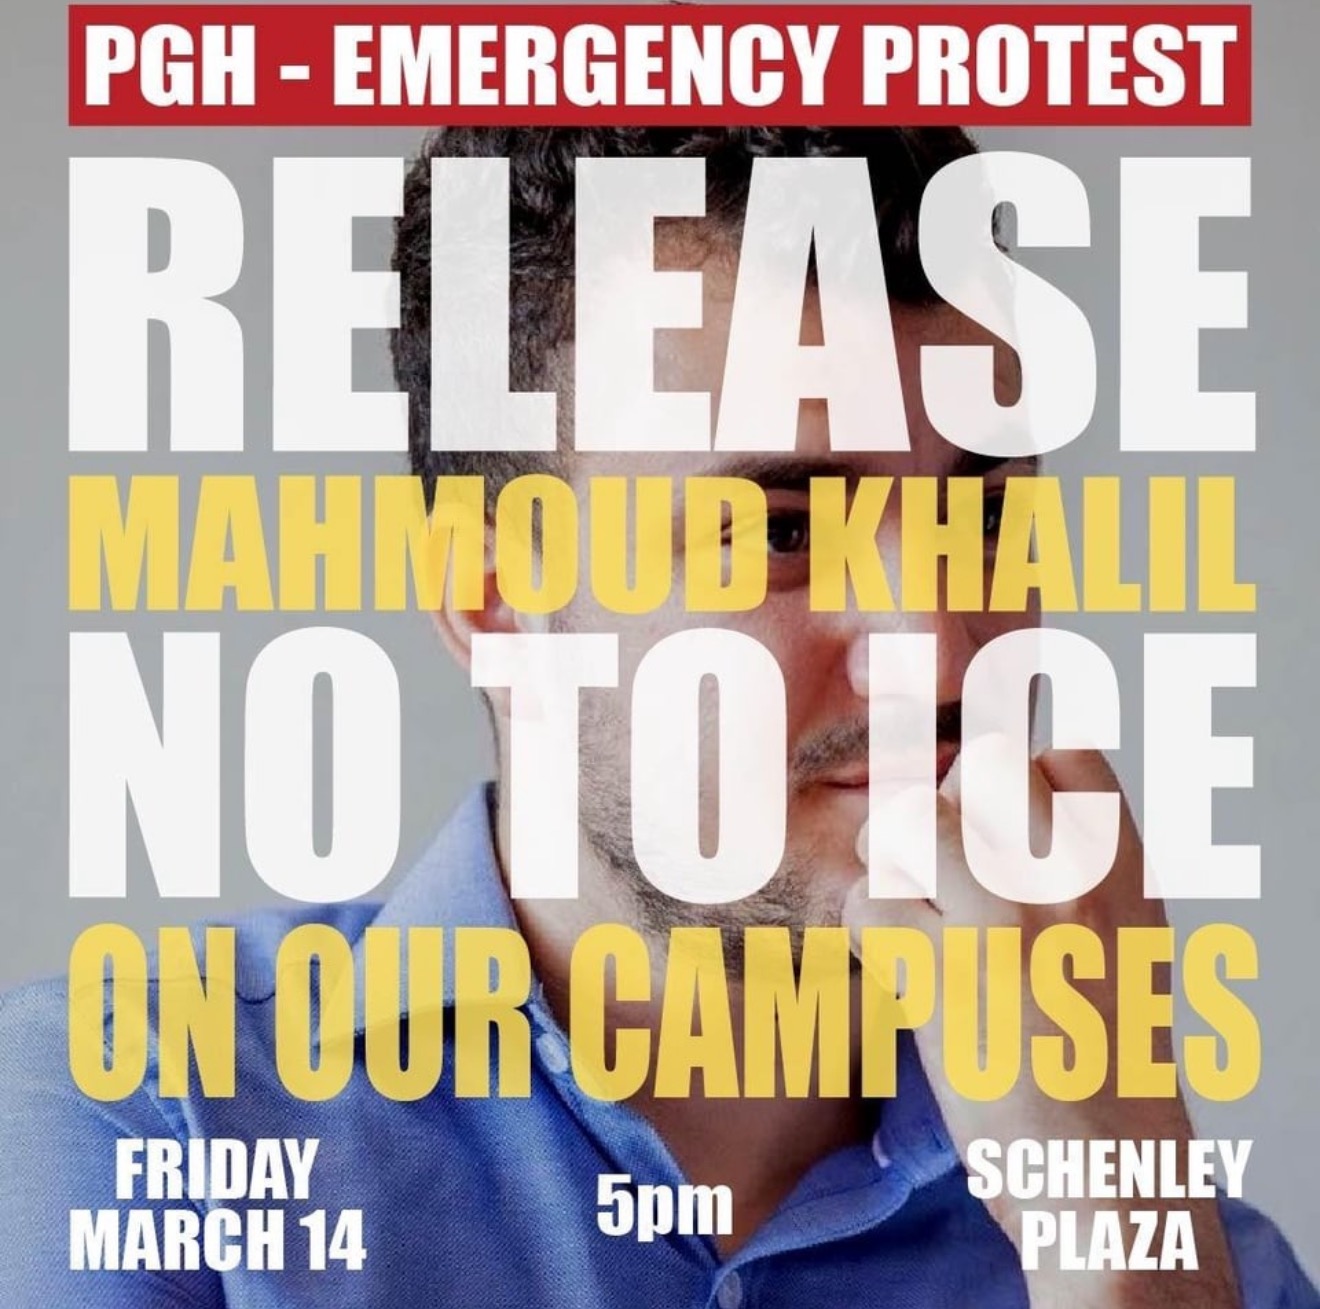 PGH - EMERGENCY PROTEST
RELEASE
MAHMOUD KHALIL
NO TO ICE
ON OUR CAMPUSES
FRIDAY
MARCH 14
5pm
SCHENLEY
PLAZA